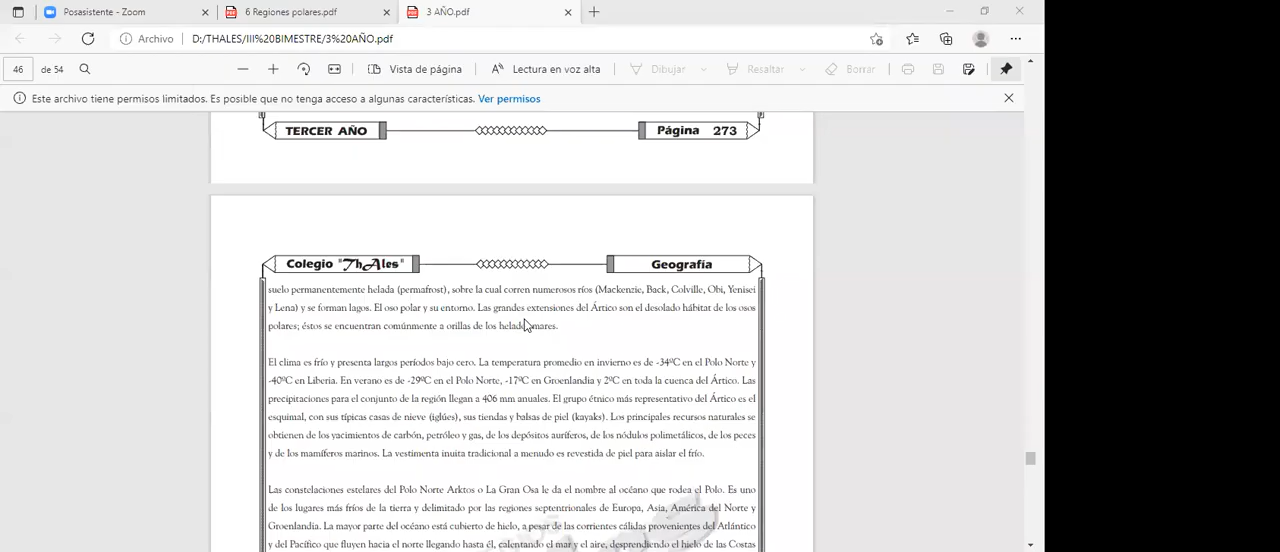 Posasistente - Zoom
6 Regiones polares.pdf
3 AÑO.pdf
Archivo
D:/THALES/III%20BIMESTRE/3%20AÑO.pdf
46 de 54
Vista de página
Lectura en voz alta
Dibujar
Resaltar
Borrar
Este archivo tiene permisos limitados. Es posible que no tenga acceso a algunas características. Ver permisos
TERCER AÑO
Página 273
Colegio "ThAles"
Geografía
suelo permanentemente helada (permafrost), sobre la cual corren numerosos ríos (Mackenzie, Back, Colville, Obi, Yenisei
y Lena) y se forman lagos. El oso polar y su entorno. Las grandes extensiones del Ártico son el desolado hábitat de los osos
polares; éstos se encuentran comúnmente a orillas de los helados mares.
El clima es frío y presenta largos períodos bajo cero. La temperatura promedio en invierno es de -34ºC en el Polo Norte y
-40ºC en Liberia. En verano es de -29ºC en el Polo Norte, -17ºC en Groenlandia y 2ºC en toda la cuenca del Ártico. Las
precipitaciones para el conjunto de la región llegan a 406 mm anuales. El grupo étnico más representativo del Ártico es el
esquimal, con sus típicas casas de nieve (iglúes), sus tiendas y balsas de piel (kayaks). Los principales recursos naturales se
obtienen de los yacimientos de carbón, petróleo y gas, de los depósitos auríferos, de los nódulos polimetálicos, de los peces
y de los mamíferos marinos. La vestimenta inuita tradicional a menudo es revestida de piel para aislar el frío.
Las constelaciones estelares del Polo Norte Arktos o La Gran Osa le da el nombre al océano que rodea el Polo. Es uno
de los lugares más fríos de la tierra y delimitado por las regiones septentrionales de Europa, Asia, América del Norte y
Groenlandia. La mayor parte del océano está cubierto de hielo, a pesar de las corrientes cálidas provenientes del Atlántico
y del Pacífico que fluyen hacia el norte llegando hasta él, calentando el mar y el aire, desprendiendo el hielo de las Costas